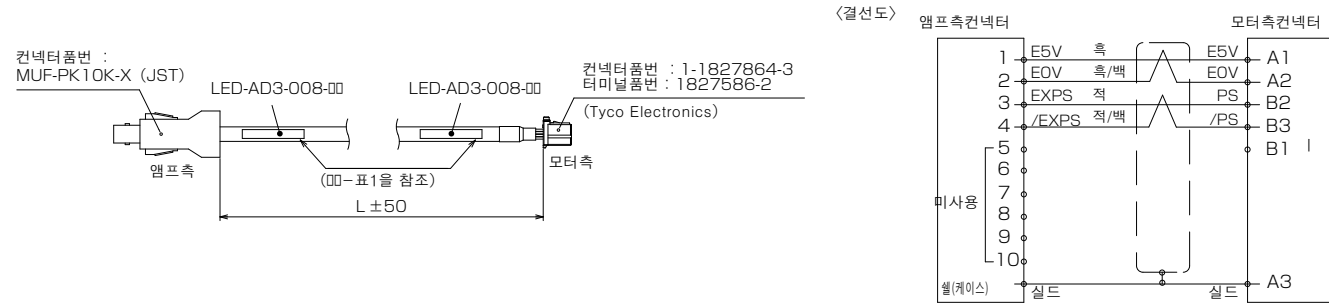 컨넥터품번 :
MUF-PK10K-X (JST)
LED-AD3-008-□□
LED-AD3-008-□□
컨넥터품번 : 1-1827864-3
터미널품번 : 1827586-2
(Tyco Electronics)
앰프측
모터측
(□□-표1을 참조)
L±50
〈결선도〉
앰프측컨넥터
모터측컨넥터
1 E5V 흑 E5V A1
2 E0V 흑/백 E0V A2
3 EXPS 적 PS B2
4 /EXPS 적/백 /PS B3
5 B1
6
7
미사용
8
9
10
쉘(케이스) 실드 실드 A3